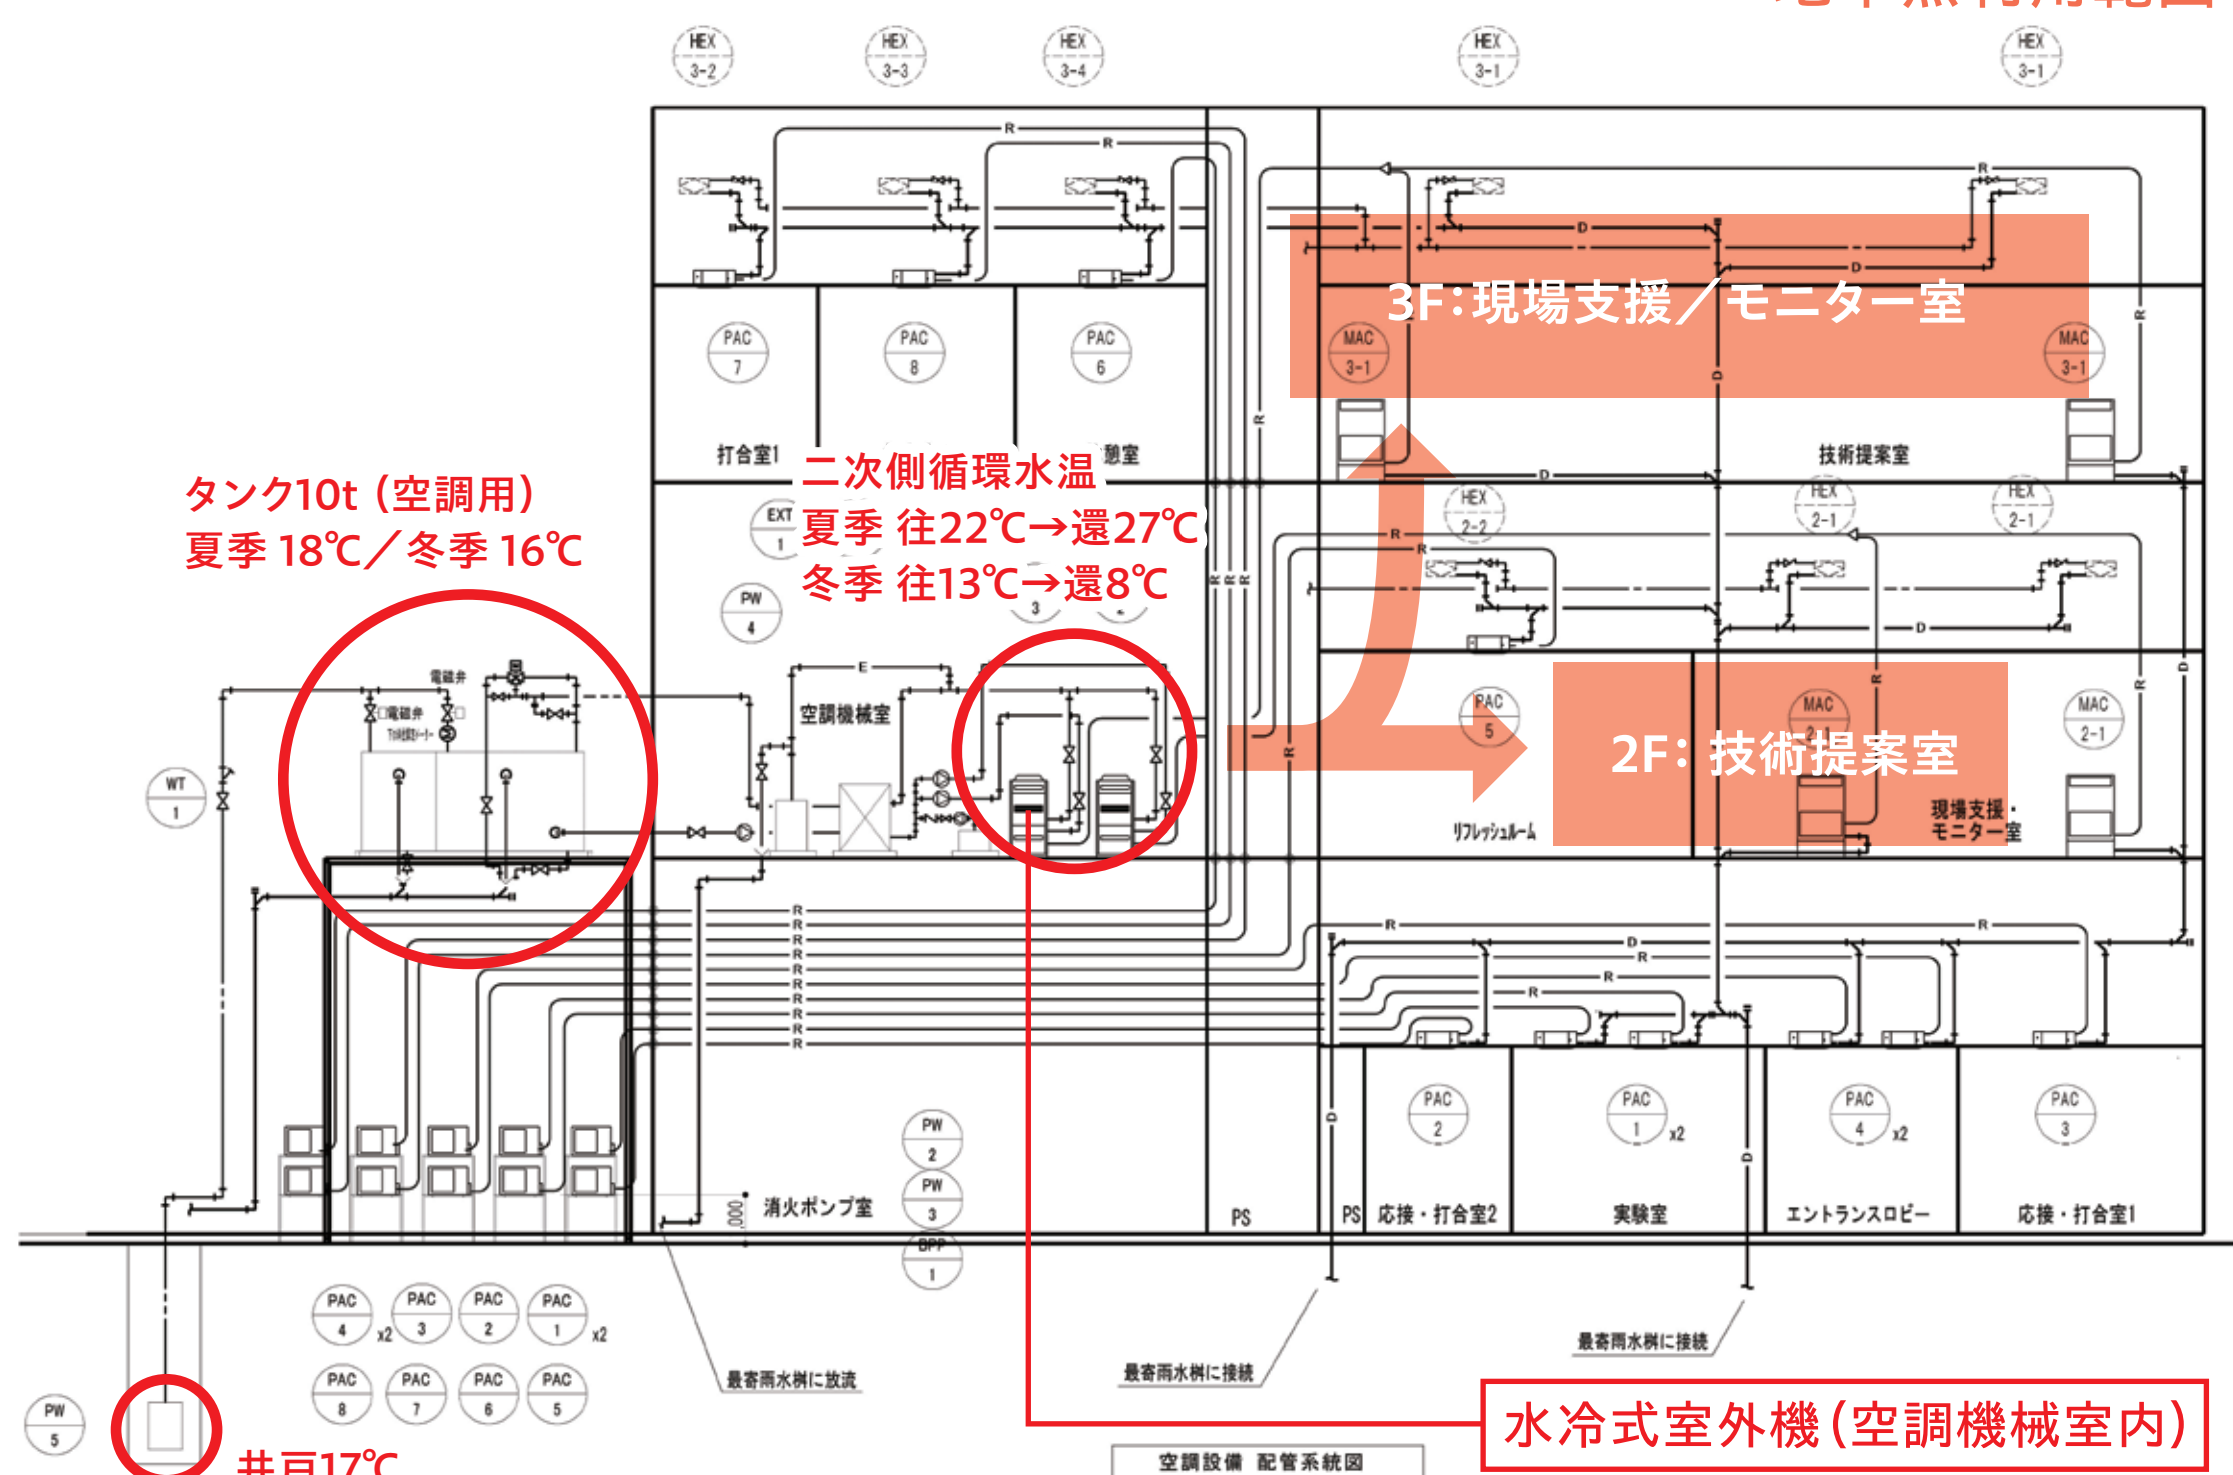 HEX
3-2
HEX
3-3
HEX
3-4
HEX
3-1
HEX
3-1
R
R
R
D
D
3F:現場支援／モニター室
PAC
7
PAC
8
PAC
6
MAC
3-1
MAC
3-1
R
R
D
打合室1
憩室
技術提案室
D
タンク10t（空調用）
夏季 18℃／冬季 16℃
二次側循環水温
夏季 往22℃→還27℃
冬季 往13℃→還8℃
EXT
1
PW
4
3
2
HEX
2-2
HEX
2-1
HEX
2-1
R
R
R R R
D
D
電磁弁
電磁弁
E
空調機械室
WT
1
PAC
5
MAC
2-1
MAC
2-1
R
R
R
2F: 技術提案室
リフレッシュルーム
現場支援・
モニター室
R
R
R
R
R
R
R
R
R
R
R
R
D
R
R
R
D
D
PW
2
PW
3
1
,000
消火ポンプ室
PS
PS
PAC
2
PAC
1
x2
PAC
4
x2
PAC
3
応接・打合室2
実験室
エントランスロビー
応接・打合室1
PAC
4
x2
PAC
3
PAC
2
PAC
1
x2
PAC
8
PAC
7
PAC
6
PAC
5
PW
5
最寄雨水桝に放流
最寄雨水桝に接続
最寄雨水桝に接続
水冷式室外機（空調機械室内）
井戸17℃
空調設備 配管系統図